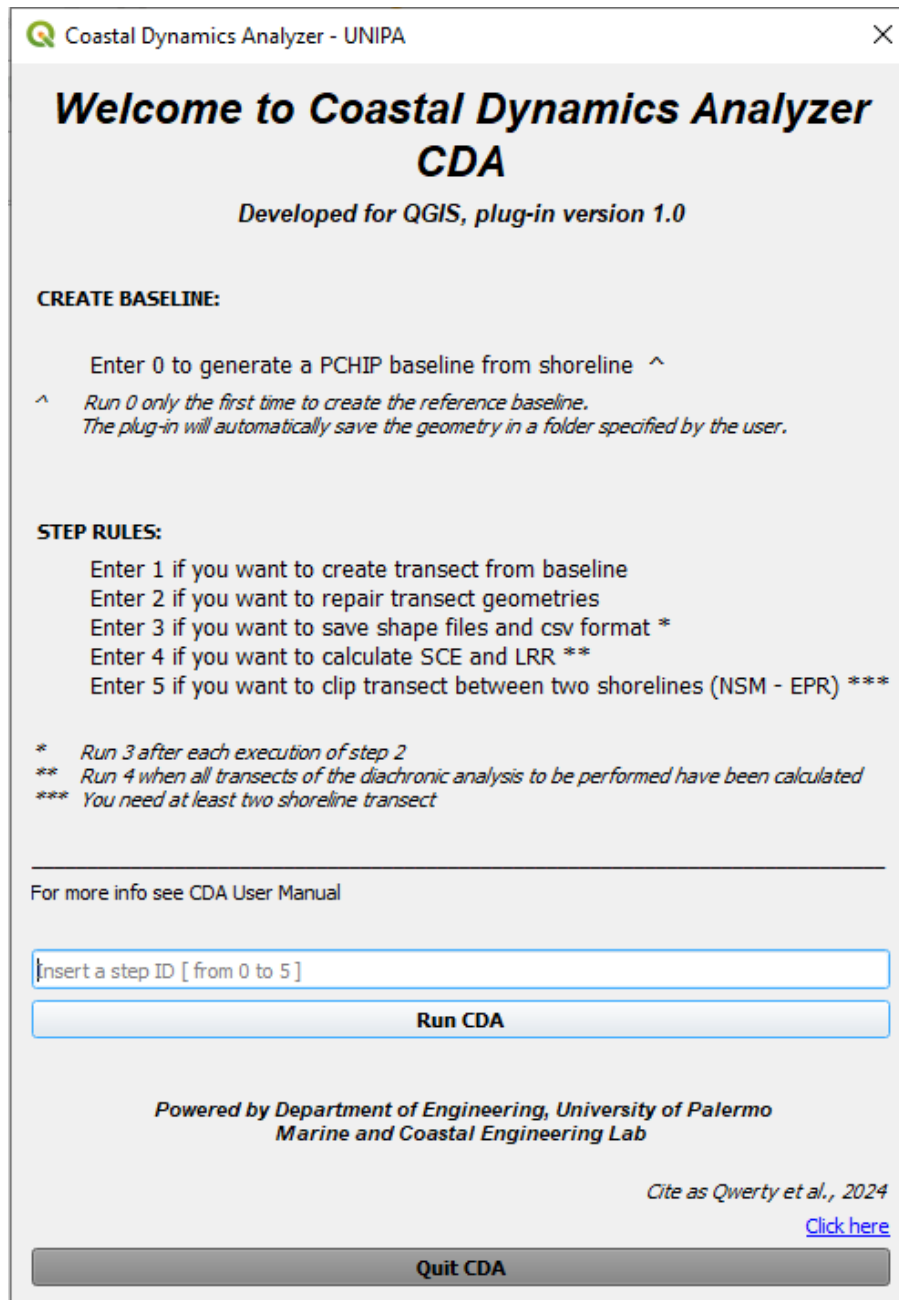 Coastal Dynamics Analyzer - UNIPA
Welcome to Coastal Dynamics Analyzer
CDA
Developed for QGIS, plug-in version 1.0
CREATE BASELINE:
Enter 0 to generate a PCHIP baseline from shoreline ^
^ Run 0 only the first time to create the reference baseline.
The plug-in will automatically save the geometry in a folder specified by the user.
STEP RULES:
Enter 1 if you want to create transect from baseline
Enter 2 if you want to repair transect geometries
Enter 3 if you want to save shape files and csv format *
Enter 4 if you want to calculate SCE and LRR **
Enter 5 if you want to clip transect between two shorelines (NSM - EPR) ***
* Run 3 after each execution of step 2
** Run 4 when all transects of the diachronic analysis to be performed have been calculated
*** You need at least two shoreline transect
For more info see CDA User Manual
Insert a step ID [ from 0 to 5 ]
Run CDA
Powered by Department of Engineering, University of Palermo
Marine and Coastal Engineering Lab
Cite as Qwerty et al., 2024
Click here
Quit CDA